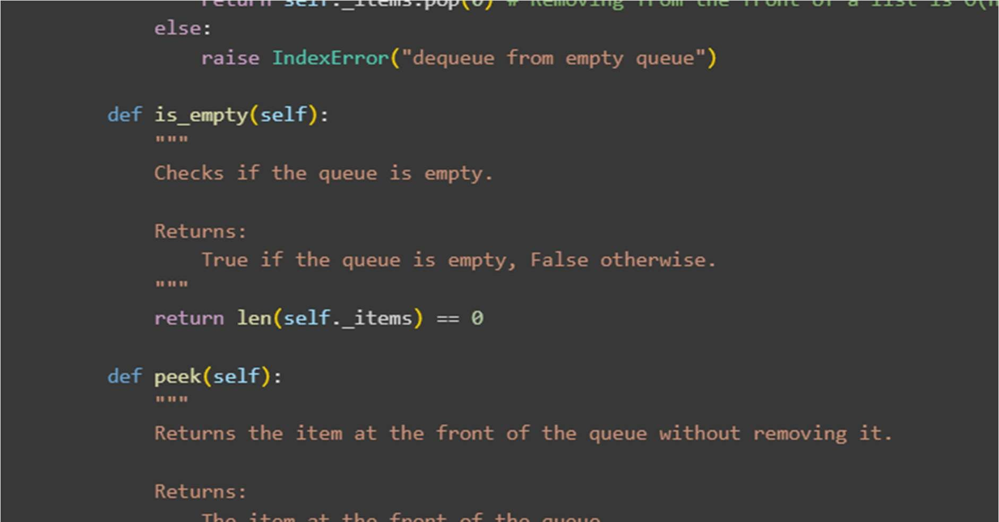 return self._items.pop(0) # Removing from the front of a list is O(n
else:
raise IndexError("dequeue from empty queue")
def is_empty(self):
"""
Checks if the queue is empty.
Returns:
True if the queue is empty, False otherwise.
"""
return len(self._items) == 0
def peek(self):
"""
Returns the item at the front of the queue without removing it.
Returns:
The item at the front of the queue